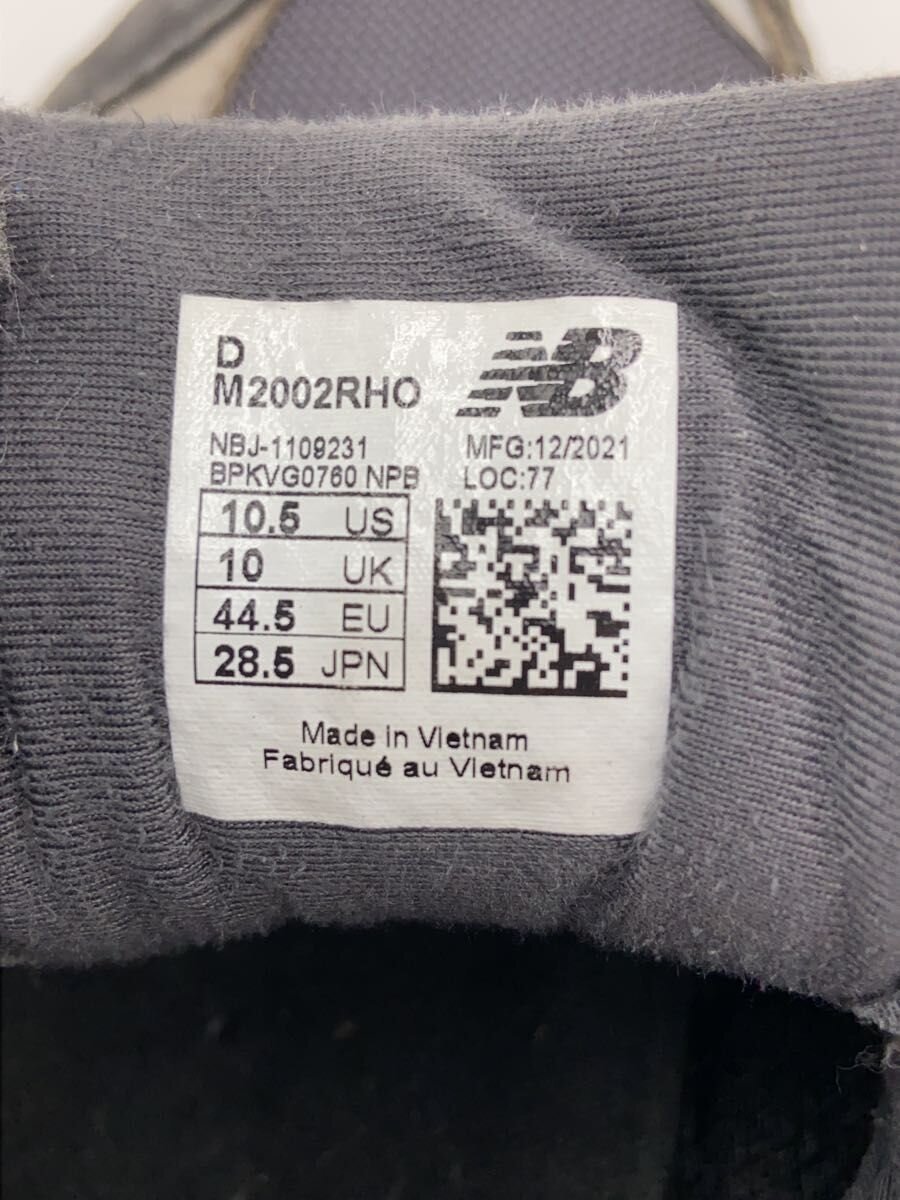 D
M2002RHO
NB
NBJ-1109231
MFG:12/2021
BPKVG0760 NPB
LOC:77
10.5 US
10 UK
44.5 EU
28.5 JPN
Made in Vietnam
Fabriqué au Vietnam